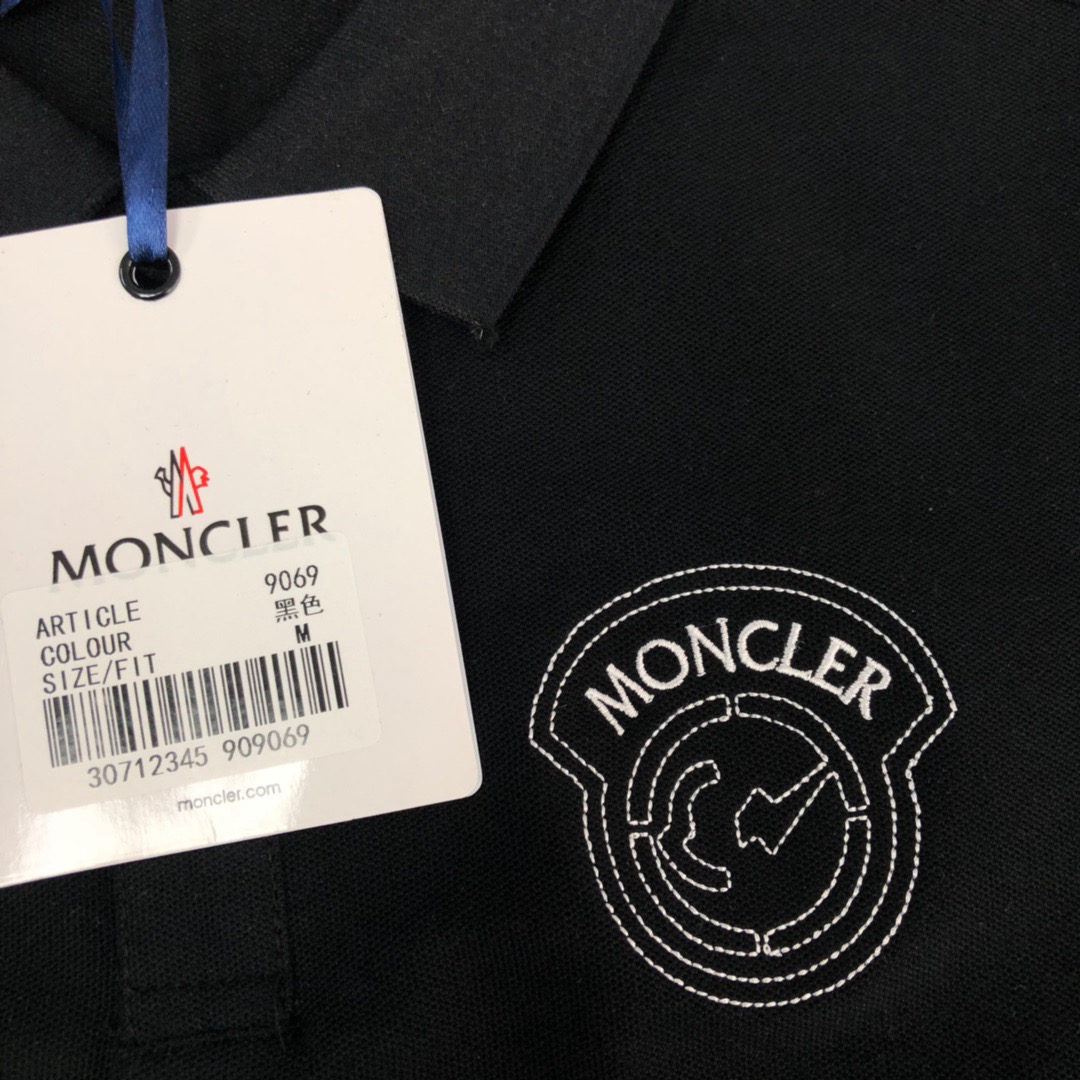 MONCLER
ARTICLE 9069
COLOUR 黑色
SIZE/FIT M
30712345 909069
moncler.com
MONCLER